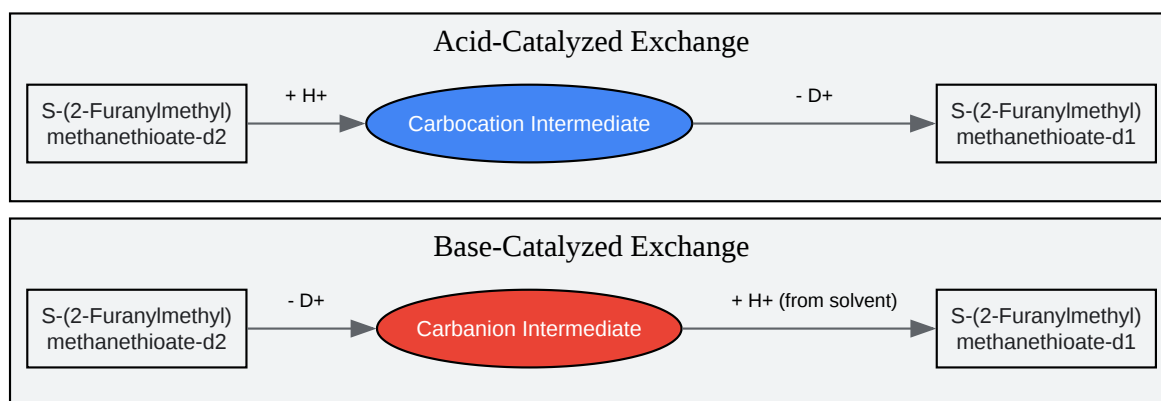 Acid-Catalyzed Exchange
S-(2-Furanylmethyl)
methanethioate-d2
+ H+
Carbocation Intermediate
- D+
S-(2-Furanylmethyl)
methanethioate-d1
Base-Catalyzed Exchange
S-(2-Furanylmethyl)
methanethioate-d2
- D+
Carbanion Intermediate
+ H+ (from solvent)
S-(2-Furanylmethyl)
methanethioate-d1